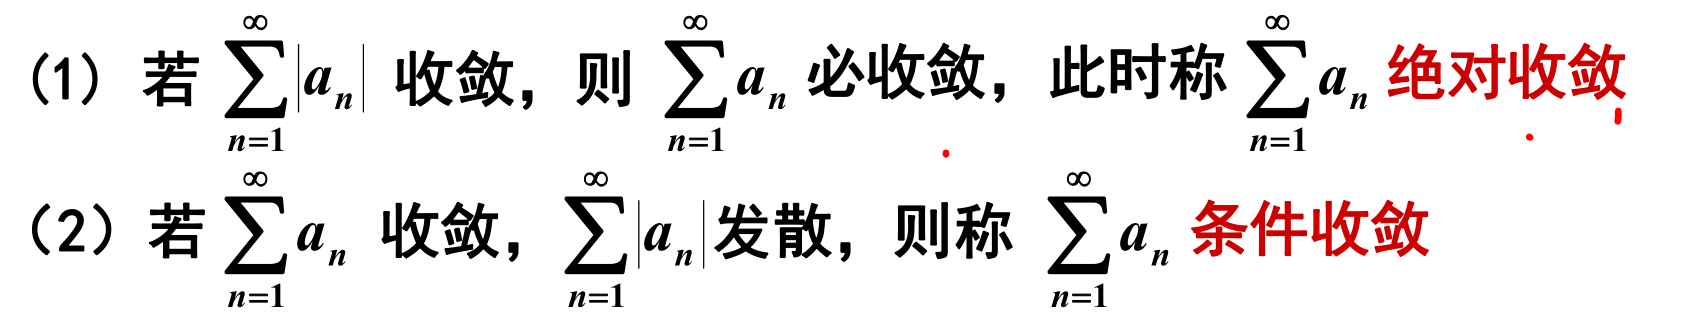 (1) 若 $\sum_{n=1}^{\infty}|a_n|$ 收敛，则 $\sum_{n=1}^{\infty}a_n$ 必收敛，此时称 $\sum_{n=1}^{\infty}a_n$ 绝对收敛
(2) 若 $\sum_{n=1}^{\infty}a_n$ 收敛，$\sum_{n=1}^{\infty}|a_n|$ 发散，则称 $\sum_{n=1}^{\infty}a_n$ 条件收敛